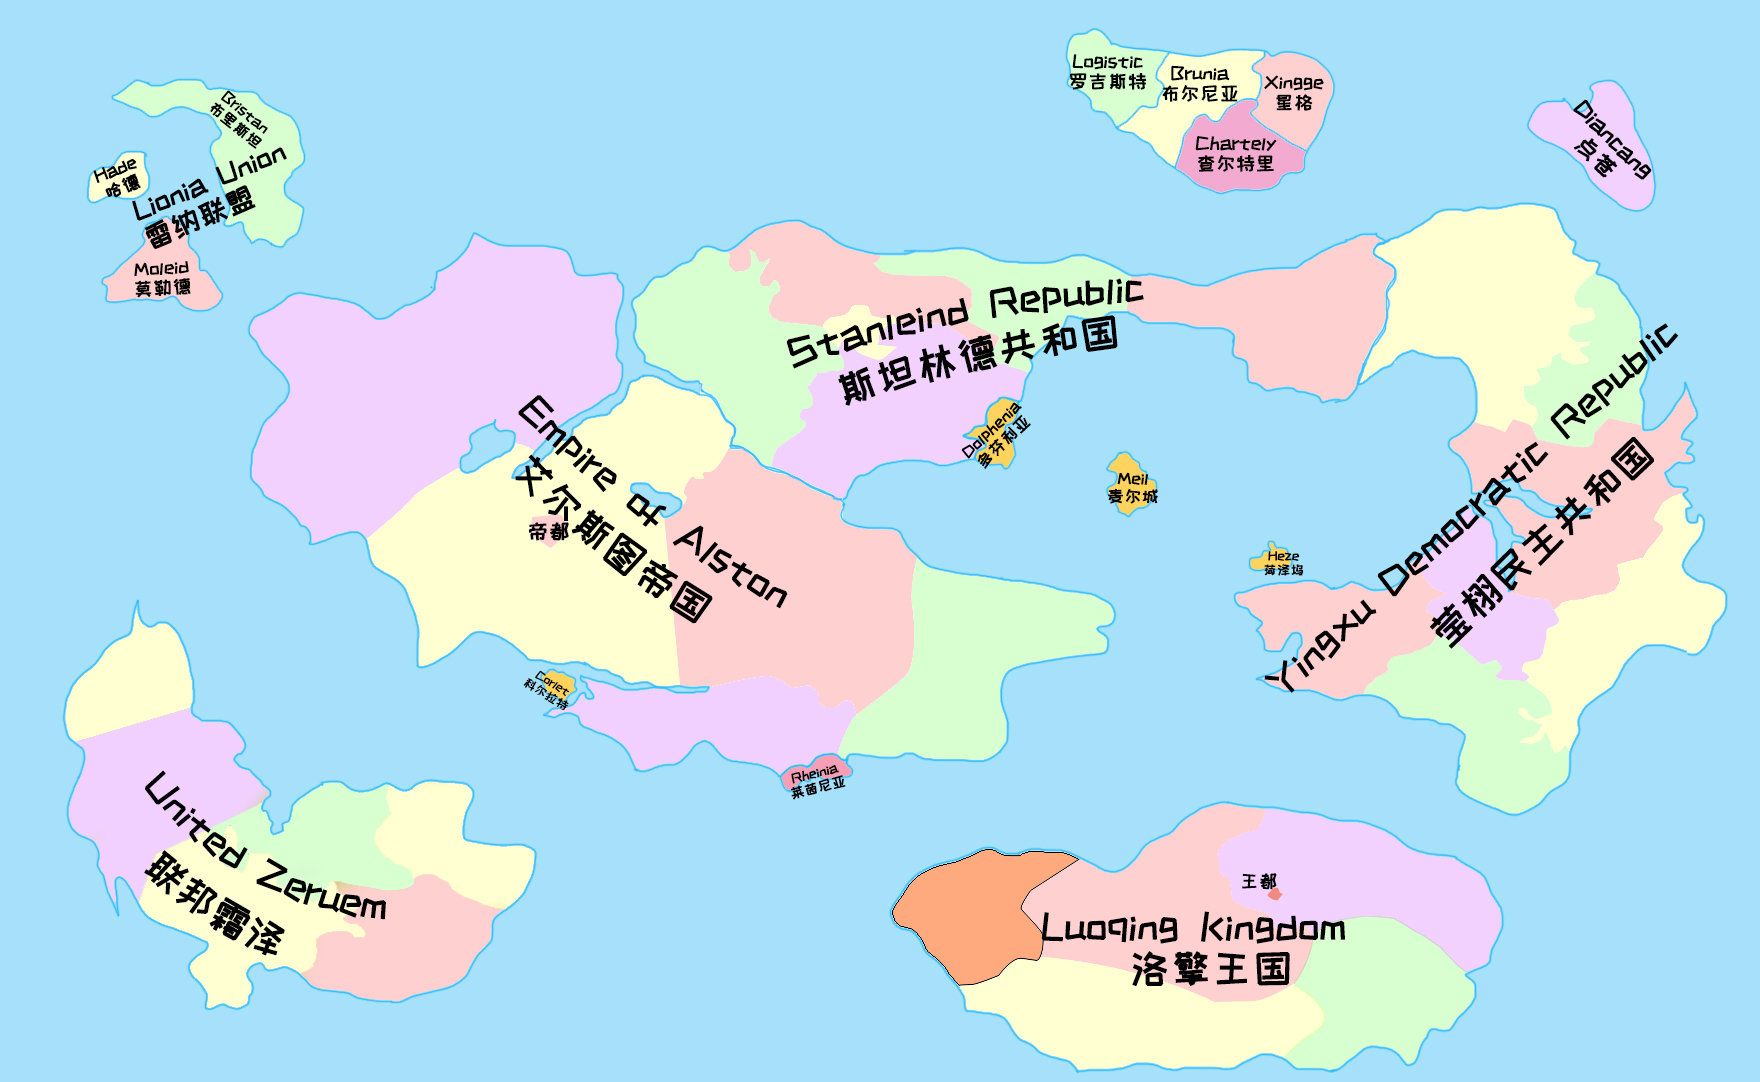 Logistic
罗吉斯特
Brunia
布尔尼亚
Xingge
星格
Chartely
查尔特里
Diancang
点苍
Bristan
布里斯坦
Hade
哈德
Lionia Union
雷纳联盟
Moleid
莫勒德
Stanleind Republic
斯坦林德共和国
Dolphenia
多芬利亚
Meil
麦尔城
Heze
菏泽坞
Yingxu Democratic Republic
莹栩民主共和国
Empire of Alston
艾尔斯图帝国
帝都
Corlet
科尔拉特
Rheinia
莱茵尼亚
United Zeruem
联邦霜泽
王都
Luoqing Kingdom
洛擎王国